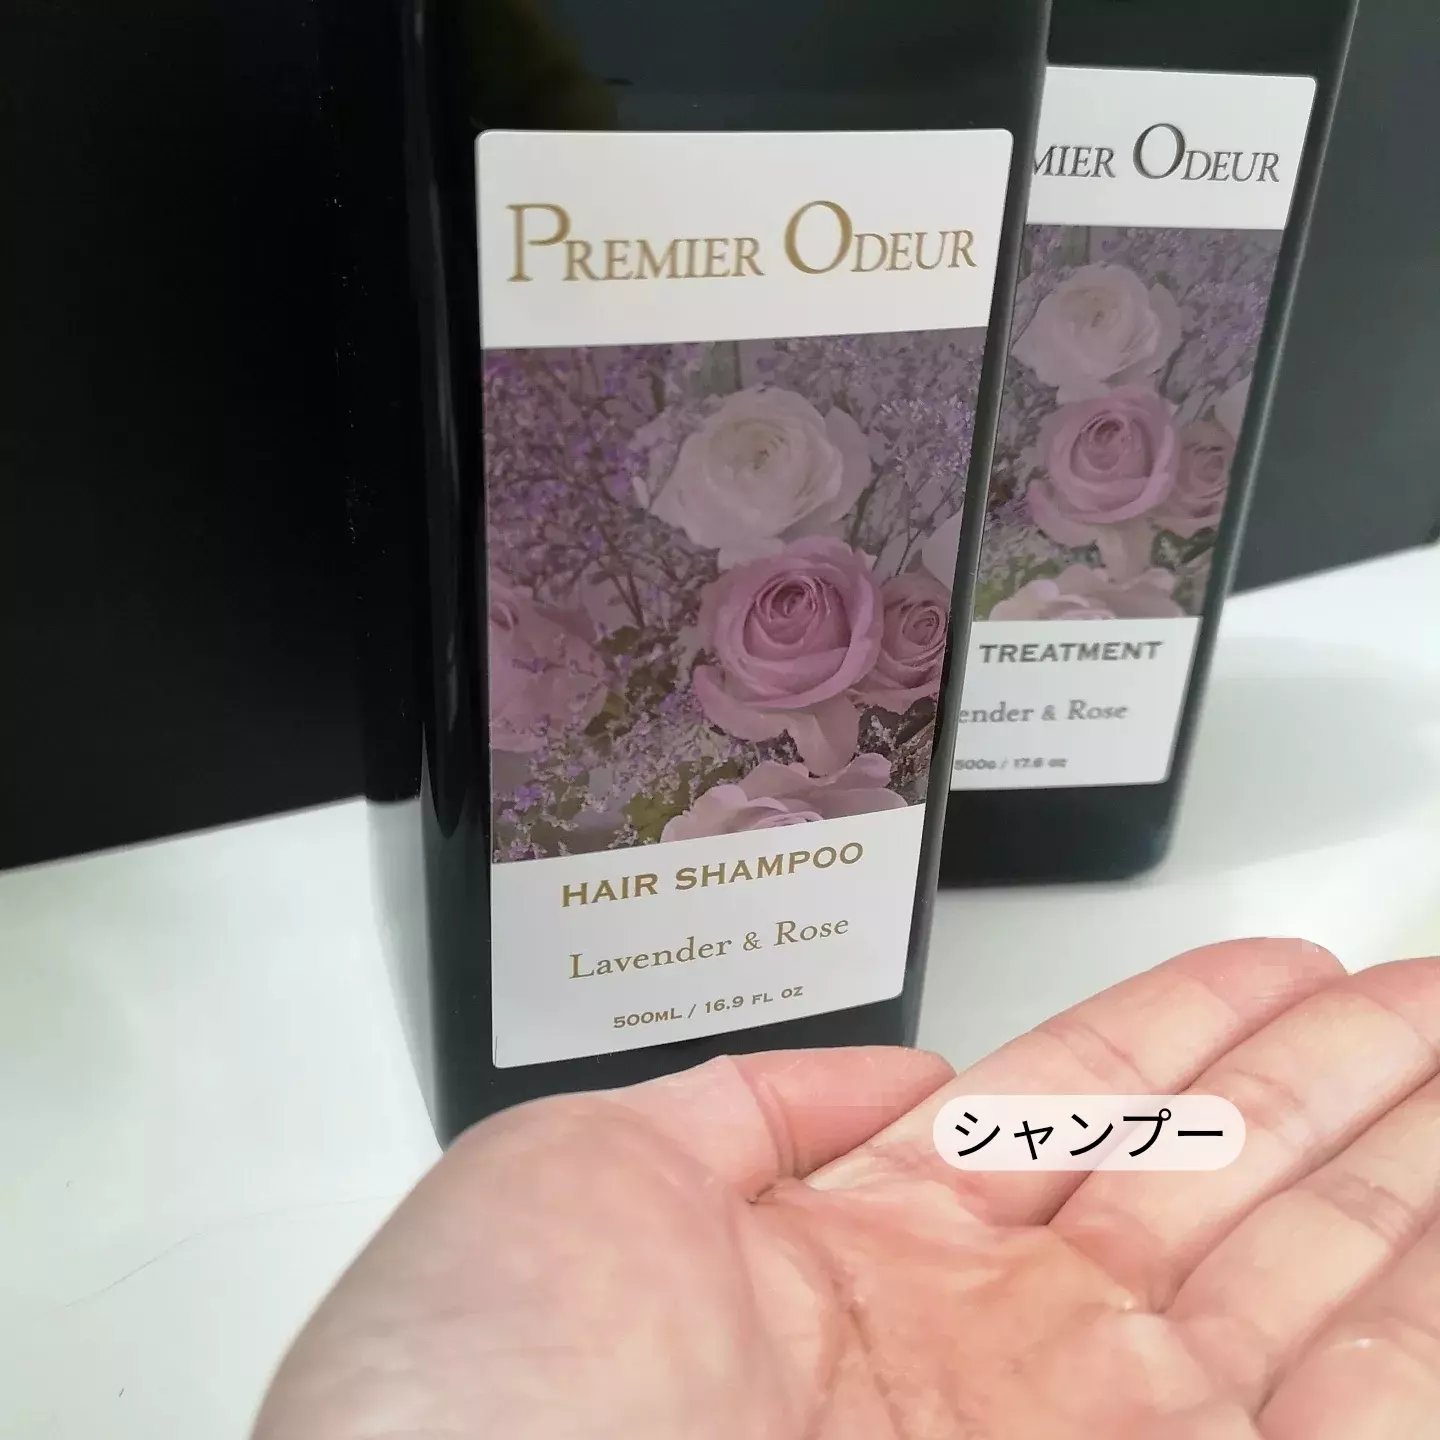 PREMIER ODEUR
HAIR SHAMPOO
Lavender & Rose
500ML / 16.9 FL OZ
MIER ODEUR
TREATMENT
ender & Rose
500G / 17.6 OZ
シャンプー